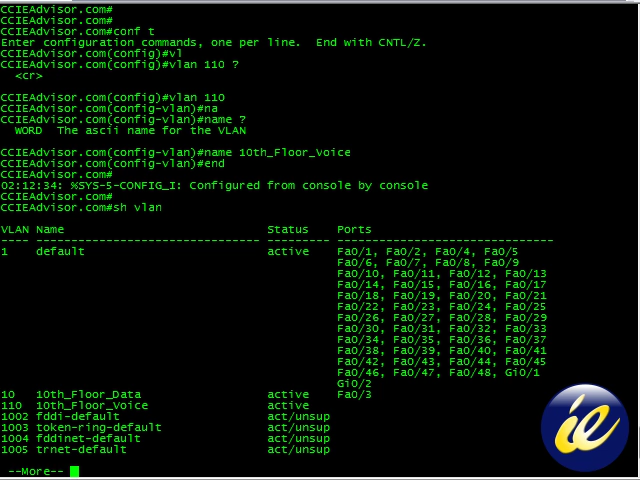 CCIEAdvisor.com#
CCIEAdvisor.com#
CCIEAdvisor.com#conf t
Enter configuration commands, one per line.  End with CNTL/Z.
CCIEAdvisor.com(config)#vl
CCIEAdvisor.com(config)#vlan 110 ?
  <cr>
CCIEAdvisor.com(config)#vlan 110
CCIEAdvisor.com(config-vlan)#na
CCIEAdvisor.com(config-vlan)#name ?
  WORD  The ascii name for the VLAN
CCIEAdvisor.com(config-vlan)#name 10th_Floor_Voice
CCIEAdvisor.com(config-vlan)#end
CCIEAdvisor.com#
02:12:34: %SYS-5-CONFIG_I: Configured from console by console
CCIEAdvisor.com#
CCIEAdvisor.com#sh vlan
VLAN Name                             Status    Ports
---- -------------------------------- --------- -------------------------------
1    default                          active    Fa0/1, Fa0/2, Fa0/4, Fa0/5
                                                Fa0/6, Fa0/7, Fa0/8, Fa0/9
                                                Fa0/10, Fa0/11, Fa0/12, Fa0/13
                                                Fa0/14, Fa0/15, Fa0/16, Fa0/17
                                                Fa0/18, Fa0/19, Fa0/20, Fa0/21
                                                Fa0/22, Fa0/23, Fa0/24, Fa0/25
                                                Fa0/26, Fa0/27, Fa0/28, Fa0/29
                                                Fa0/30, Fa0/31, Fa0/32, Fa0/33
                                                Fa0/34, Fa0/35, Fa0/36, Fa0/37
                                                Fa0/38, Fa0/39, Fa0/40, Fa0/41
                                                Fa0/42, Fa0/43, Fa0/44, Fa0/45
                                                Fa0/46, Fa0/47, Fa0/48, Gi0/1
                                                Gi0/2
10   10th_Floor_Data                  active    Fa0/3
110  10th_Floor_Voice                 active
1002 fddi-default                     act/unsup
1003 token-ring-default               act/unsup
1004 fddinet-default                  act/unsup
1005 trnet-default                    act/unsup
 --More--
ie